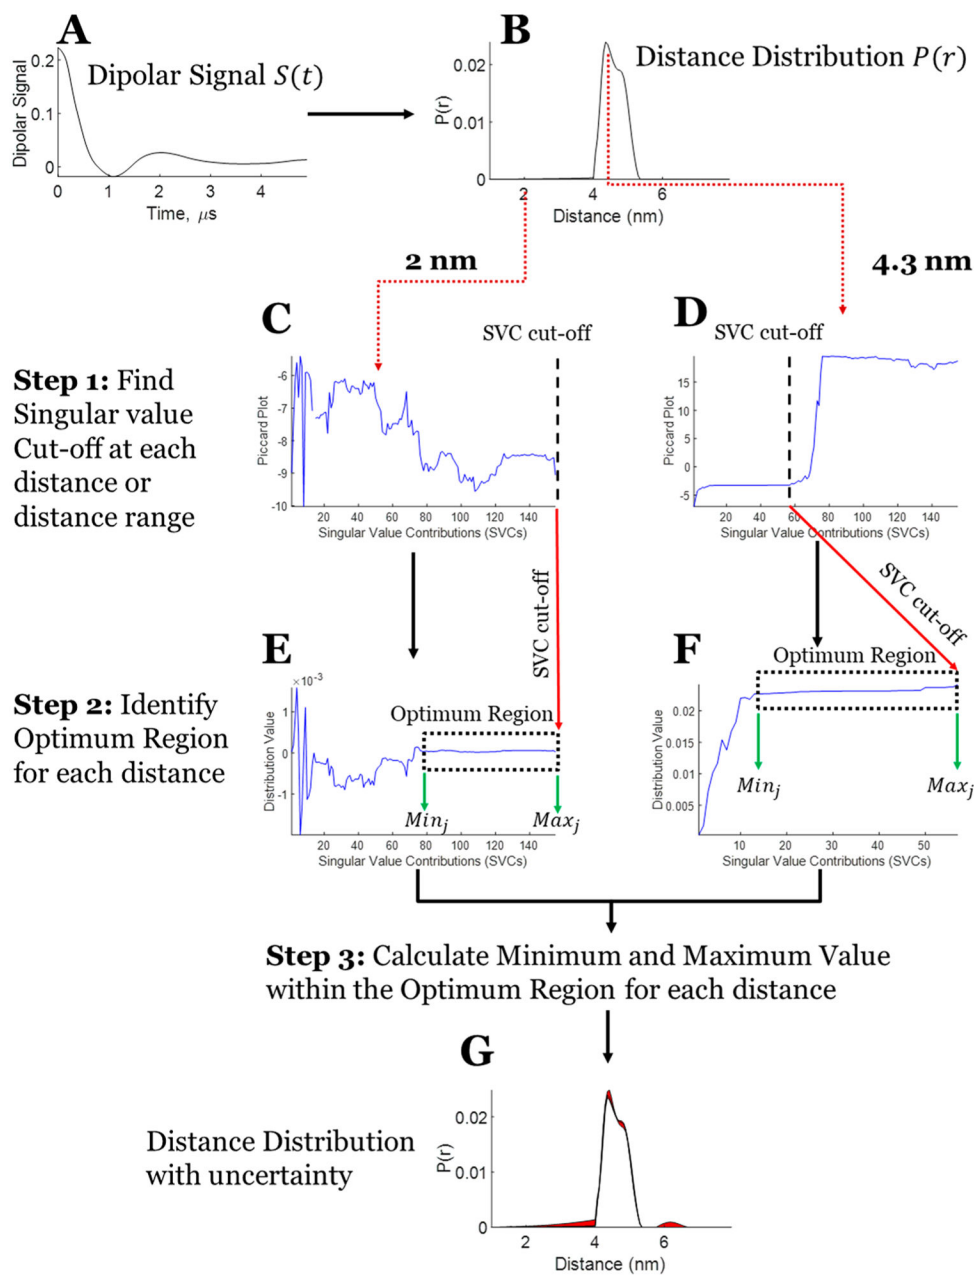 A
Dipolar Signal S(t)
Dipolar Signal
0.2
0.1
0
0 1 2 3 4
Time, μs
B
Distance Distribution P(r)
P(r)
0.02
0.01
0
2 4 6
Distance (nm)
2 nm
4.3 nm
Step 1: Find
Singular value
Cut-off at each
distance or
distance range
C
SVC cut-off
Piccard Plot
-6
-7
-8
-9
-10
20 40 60 80 100 120 140
Singular Value Contributions (SVCs)
D
SVC cut-off
Piccard Plot
15
10
5
0
-5
20 40 60 80 100 120 140
Singular Value Contributions (SVCs)
SVC cut-off
SVC cut-off
Step 2: Identify
Optimum Region
for each distance
E
×10⁻³
Optimum Region
Distribution Value
1
0
-1
Minⱼ Maxⱼ
20 40 60 80 100 120 140
Singular Value Contributions (SVCs)
F
Optimum Region
Distribution Value
0.02
0.015
0.01
0.005
Minⱼ Maxⱼ
10 20 30 40 50
Singular Value Contributions (SVCs)
Step 3: Calculate Minimum and Maximum Value
within the Optimum Region for each distance
G
Distance Distribution
with uncertainty
P(r)
0.02
0.01
0
2 4 6
Distance (nm)